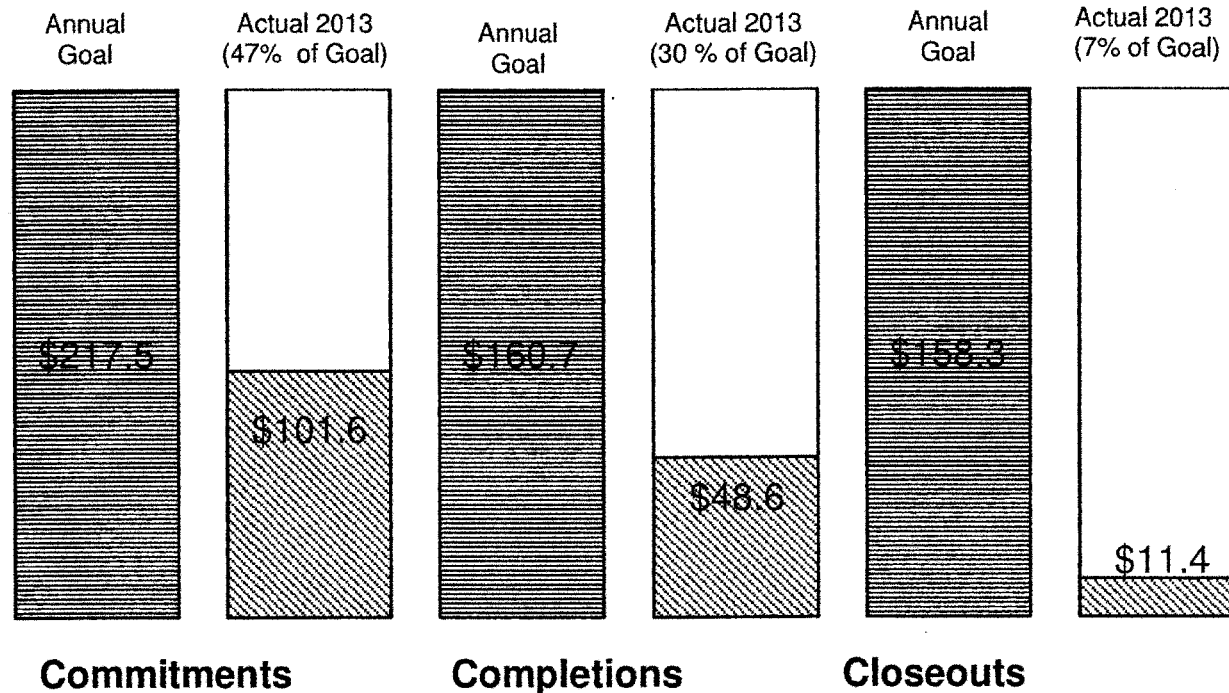 Annual
Goal
Actual 2013
(47% of Goal)
Annual
Goal
Actual 2013
(30 % of Goal)
Annual
Goal
Actual 2013
(7% of Goal)
$217.5
$101.6
$160.7
$48.6
$158.3
$11.4
Commitments
Completions
Closeouts